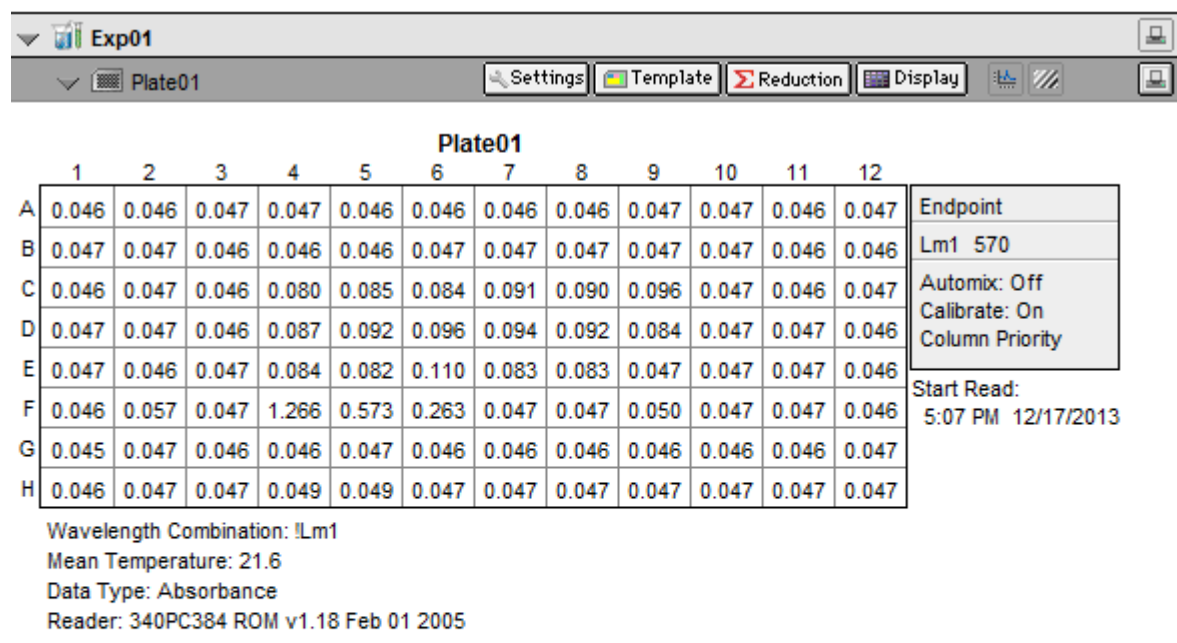 Exp01
Plate01 Settings Template Reduction Display
Plate01
1 2 3 4 5 6 7 8 9 10 11 12
A 0.046 0.046 0.047 0.047 0.046 0.046 0.046 0.046 0.047 0.047 0.046 0.047
B 0.047 0.047 0.046 0.046 0.046 0.047 0.047 0.047 0.047 0.047 0.046 0.046
C 0.046 0.047 0.046 0.080 0.085 0.084 0.091 0.090 0.096 0.047 0.046 0.047
D 0.047 0.047 0.046 0.087 0.092 0.096 0.094 0.092 0.084 0.047 0.047 0.046
E 0.047 0.046 0.047 0.084 0.082 0.110 0.083 0.083 0.047 0.047 0.047 0.046
F 0.046 0.057 0.047 1.266 0.573 0.263 0.047 0.047 0.050 0.047 0.047 0.046
G 0.045 0.047 0.046 0.046 0.047 0.046 0.046 0.046 0.046 0.046 0.046 0.047
H 0.046 0.047 0.047 0.049 0.049 0.047 0.047 0.047 0.047 0.047 0.047 0.047
Endpoint
Lm1 570
Automix: Off
Calibrate: On
Column Priority
Start Read:
5:07 PM 12/17/2013
Wavelength Combination: !Lm1
Mean Temperature: 21.6
Data Type: Absorbance
Reader: 340PC384 ROM v1.18 Feb 01 2005